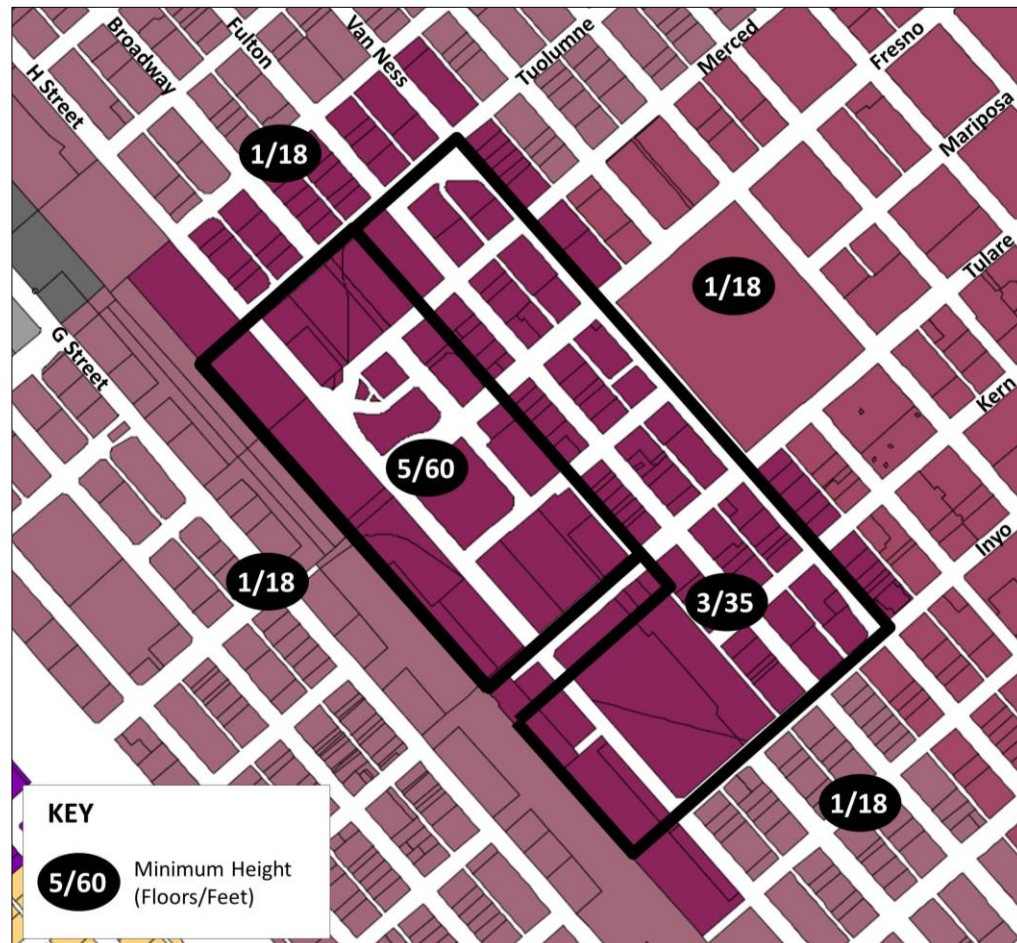 Broadway
Fulton
Van Ness
Tuolumne
Merced
Fresno
H Street
Mariposa
1/18
Tulare
1/18
G Street
Kern
5/60
Inyo
1/18
3/35
1/18
KEY
5/60
Minimum Height
(Floors/Feet)